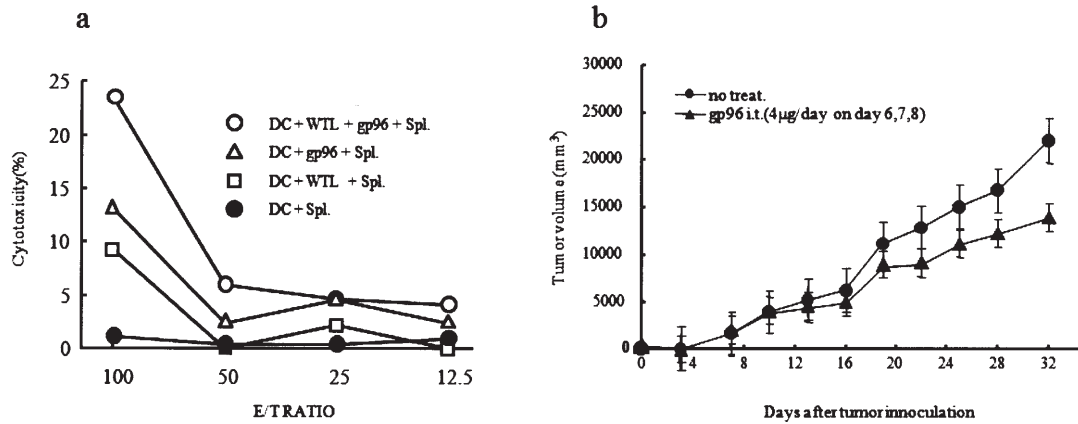 a
25
20
15
10
5
0
Cytotoxicity(%)
DC + WTL + gp96 + Spl.
DC + gp96 + Spl.
DC + WTL + Spl.
DC + Spl.
100 50 25 12.5
E/T RATIO
b
30000
25000
20000
15000
10000
5000
0
Tumor volume (mm³)
no treat.
gp96 i.t.(4µg/day on day 6,7,8)
0 4 8 12 16 20 24 28 32
Days after tumor innoculation